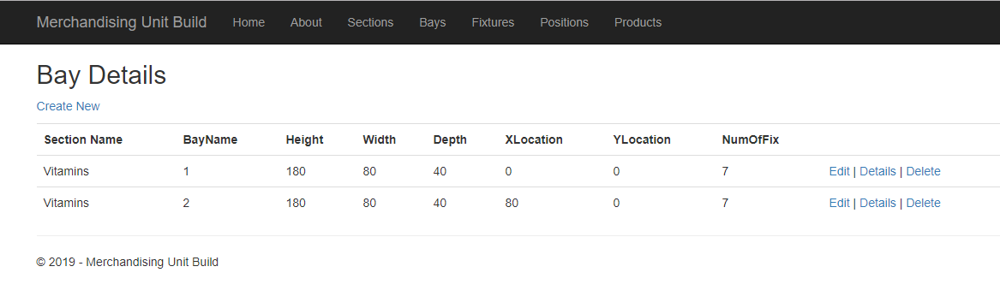 Merchandising Unit Build Home About Sections Bays Fixtures Positions Products
Bay Details
Create New
Section Name BayName Height Width Depth XLocation YLocation NumOfFix
Vitamins 1 180 80 40 0 0 7 Edit | Details | Delete
Vitamins 2 180 80 40 80 0 7 Edit | Details | Delete
© 2019 - Merchandising Unit Build